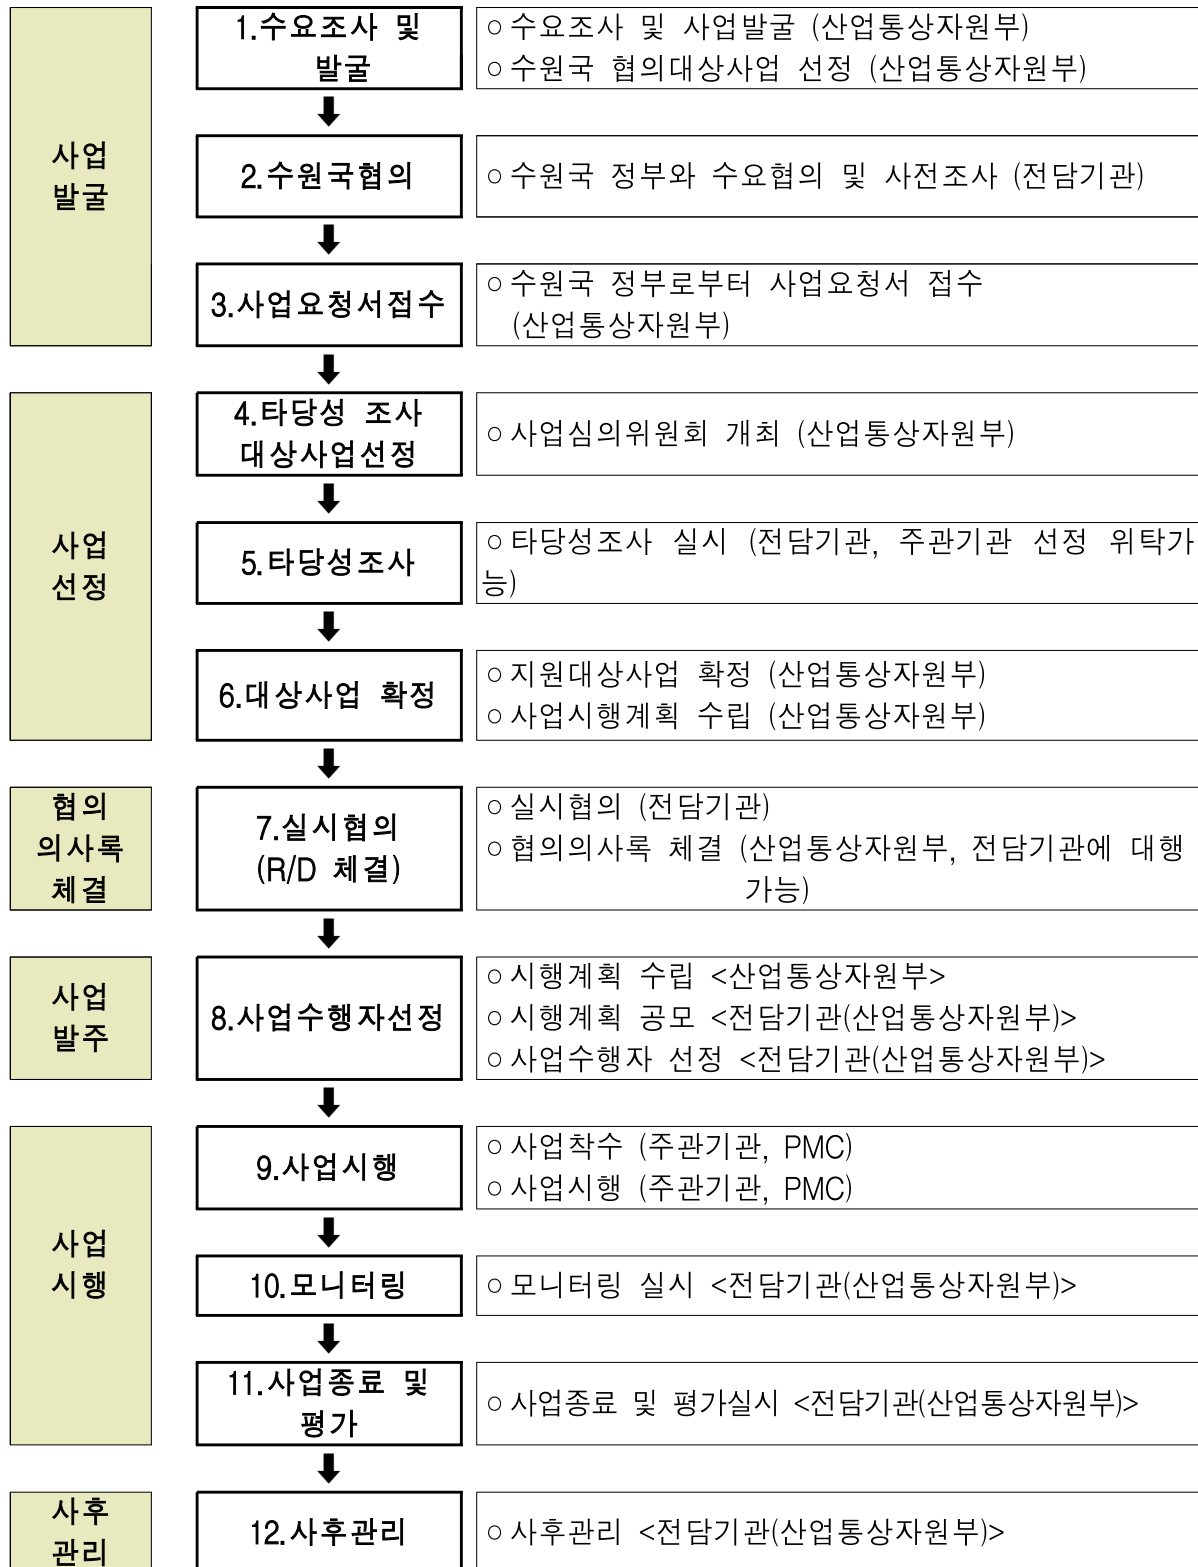 사업
발굴
1.수요조사 및
발굴
○ 수요조사 및 사업발굴 (산업통상자원부)
○ 수원국 협의대상사업 선정 (산업통상자원부)
2.수원국협의
○ 수원국 정부와 수요협의 및 사전조사 (전담기관)
3.사업요청서접수
○ 수원국 정부로부터 사업요청서 접수
(산업통상자원부)
사업
선정
4.타당성 조사
대상사업선정
○ 사업심의위원회 개최 (산업통상자원부)
5.타당성조사
○ 타당성조사 실시 (전담기관, 주관기관 선정 위탁가
능)
6.대상사업 확정
○ 지원대상사업 확정 (산업통상자원부)
○ 사업시행계획 수립 (산업통상자원부)
협의
의사록
체결
7.실시협의
(R/D 체결)
○ 실시협의 (전담기관)
○ 협의의사록 체결 (산업통상자원부, 전담기관에 대행
가능)
사업
발주
8.사업수행자선정
○ 시행계획 수립 <산업통상자원부>
○ 시행계획 공모 <전담기관(산업통상자원부)>
○ 사업수행자 선정 <전담기관(산업통상자원부)>
사업
시행
9.사업시행
○ 사업착수 (주관기관, PMC)
○ 사업시행 (주관기관, PMC)
10.모니터링
○ 모니터링 실시 <전담기관(산업통상자원부)>
11.사업종료 및
평가
○ 사업종료 및 평가실시 <전담기관(산업통상자원부)>
사후
관리
12.사후관리
○ 사후관리 <전담기관(산업통상자원부)>